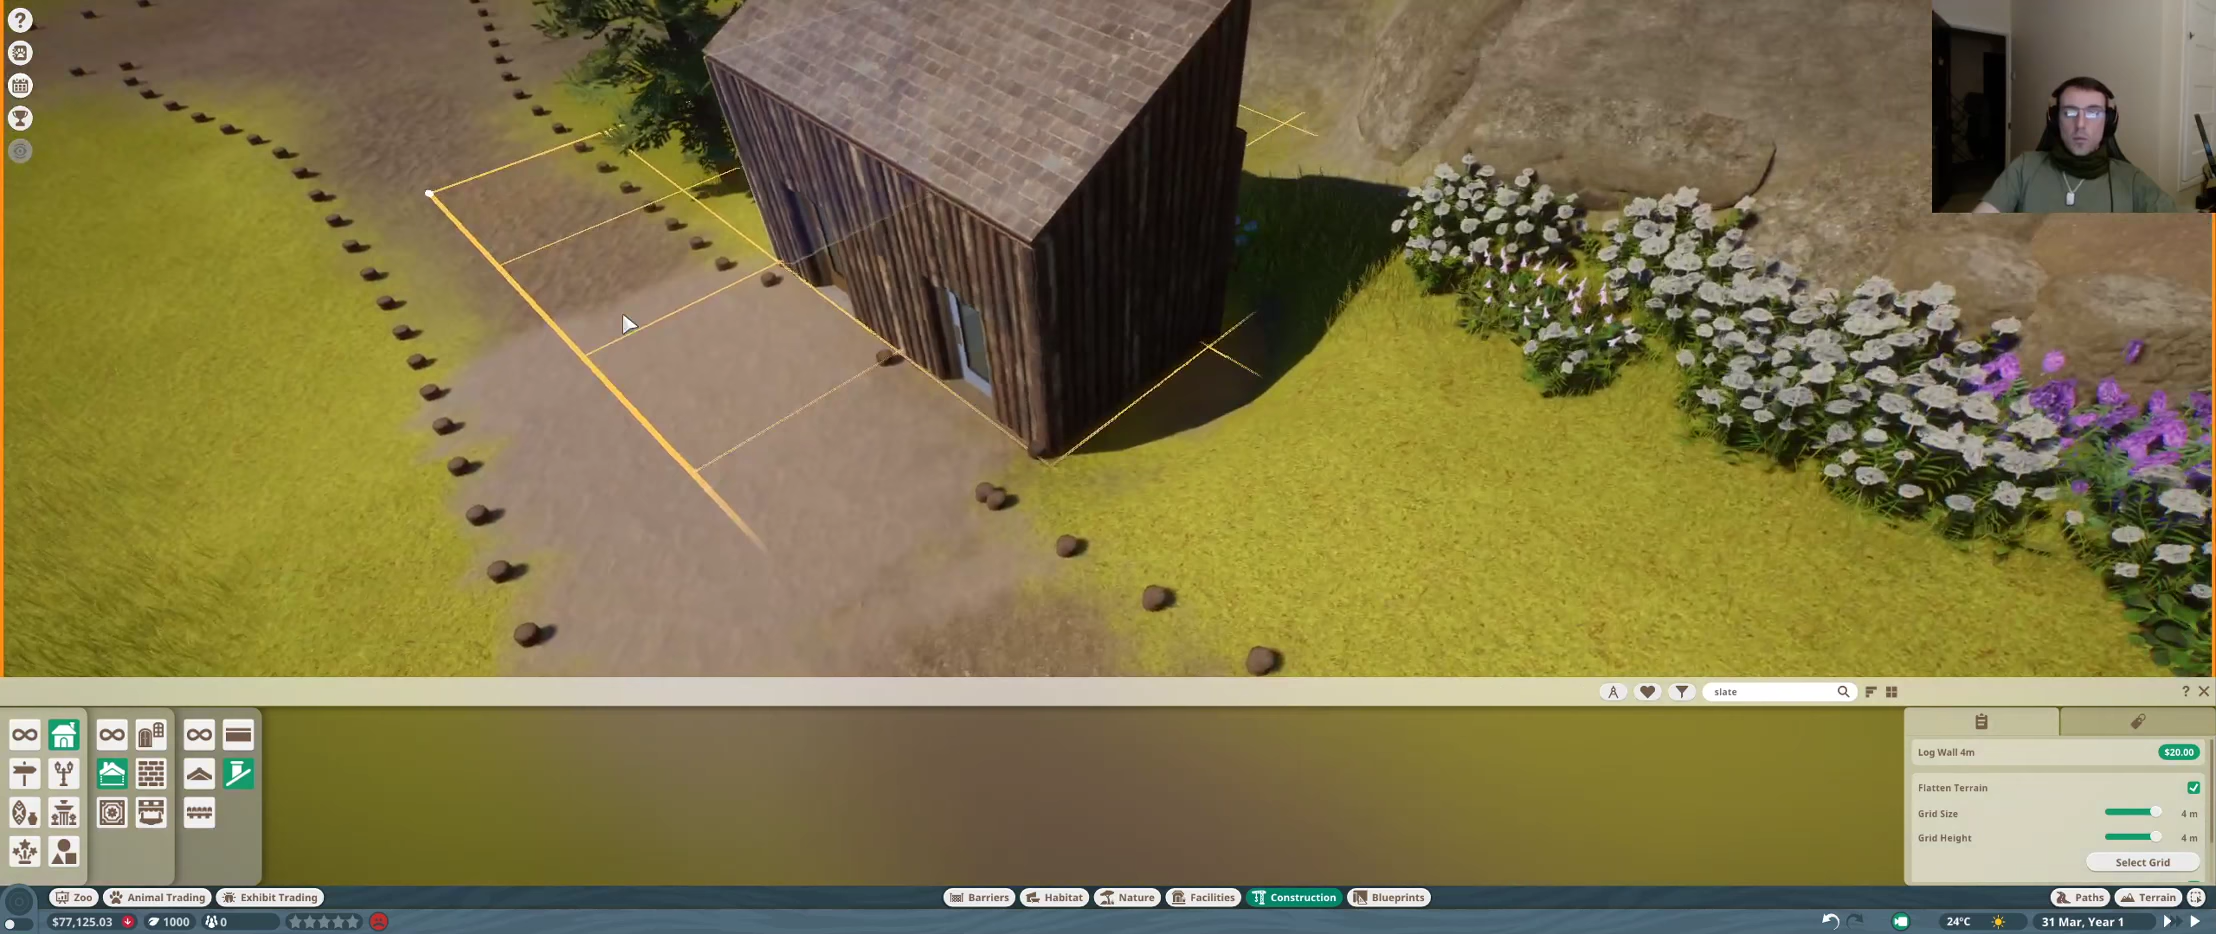 slate
?
Log Wall 4m
$20.00
Flatten Terrain
Grid Size
4 m
Grid Height
4 m
Select Grid
Zoo
Animal Trading
Exhibit Trading
Barriers
Habitat
Nature
Facilities
Construction
Blueprints
Paths
Terrain
$77,125.03
1000
0
24°C
31 Mar, Year 1